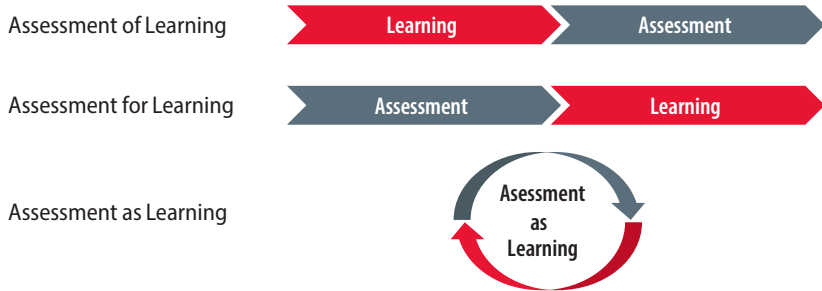 Assessment of Learning
Learning
Assessment
Assessment for Learning
Assessment
Learning
Assessment as Learning
Asessment
as
Learning